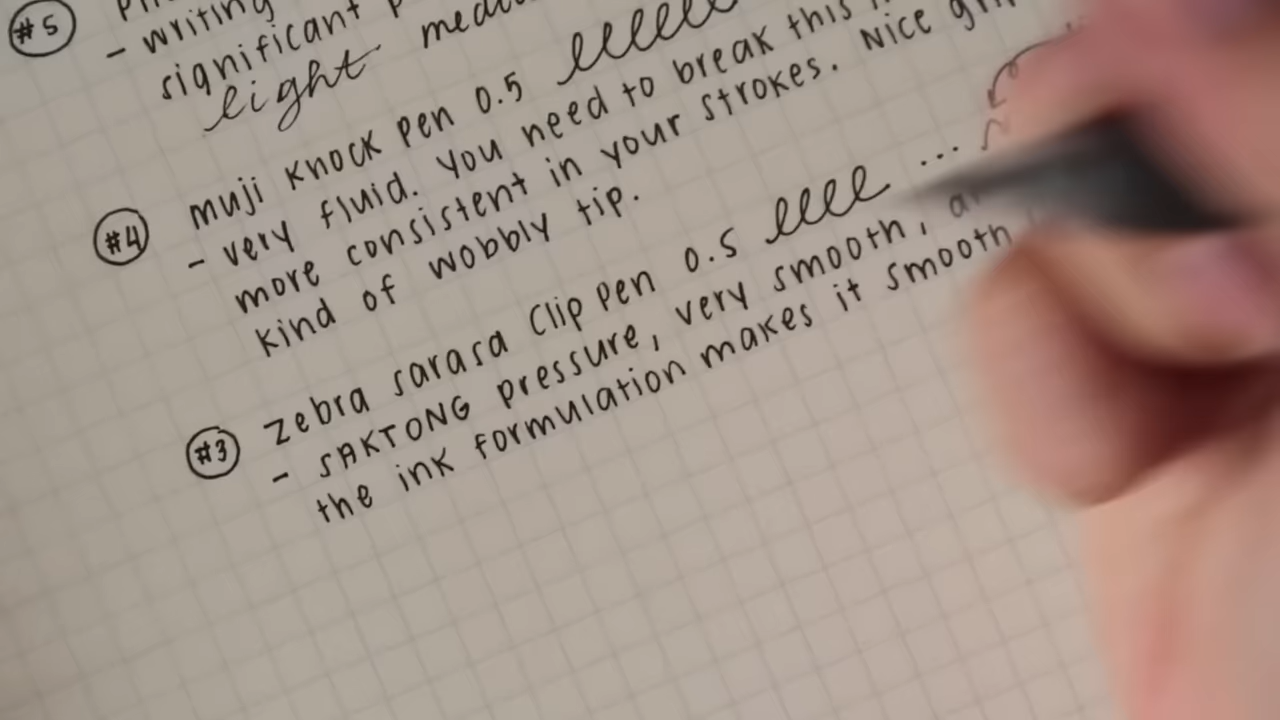 #5
- writing
significant
light medi
#4 muji Knock Pen 0.5
- very fluid. You need to break this
more consistent in your strokes. Nice
kind of wobbly tip.
#3 Zebra sarasa Clip Pen 0.5 ...
- SAKTONG pressure, very smooth,
the ink formulation makes it smooth